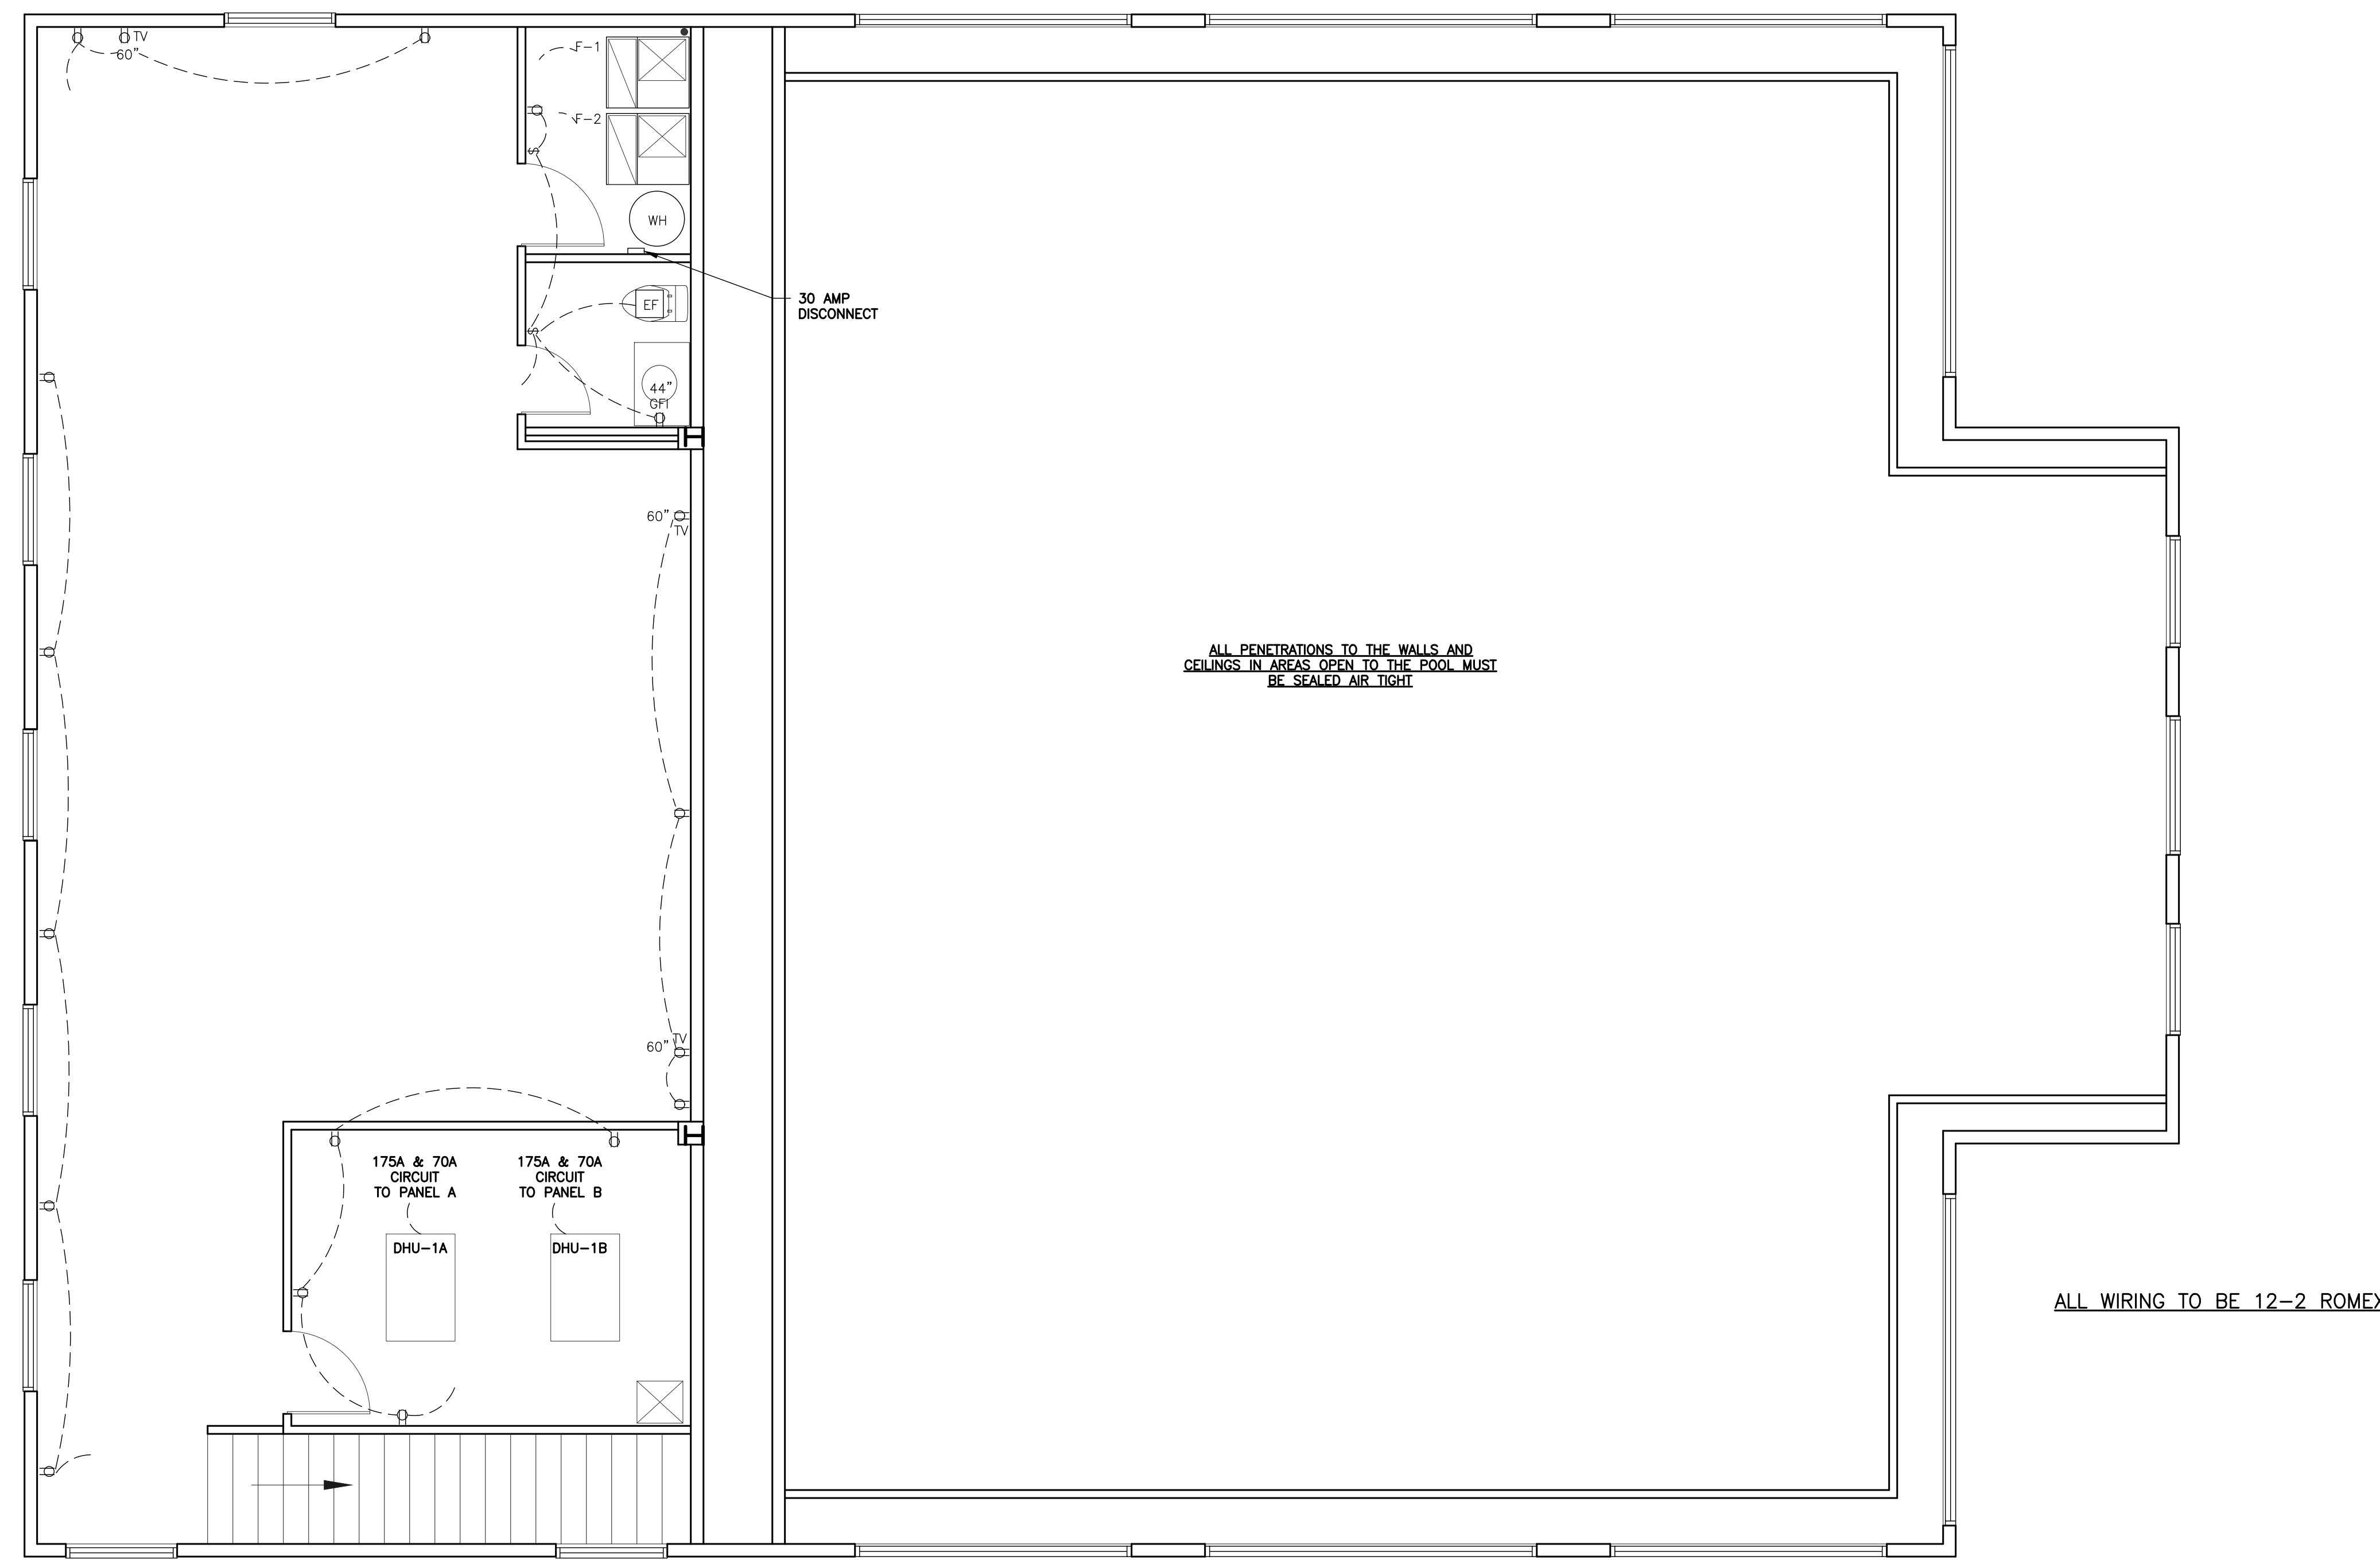 TV
60"
F-1
F-2
S
WH
30 AMP
DISCONNECT
EF
S
44"
GFI
60"
TV
ALL PENETRATIONS TO THE WALLS AND
CEILINGS IN AREAS OPEN TO THE POOL MUST
BE SEALED AIR TIGHT
TV
60"
175A & 70A
CIRCUIT
TO PANEL A
175A & 70A
CIRCUIT
TO PANEL B
DHU-1A
DHU-1B
ALL WIRING TO BE 12-2 ROMEX